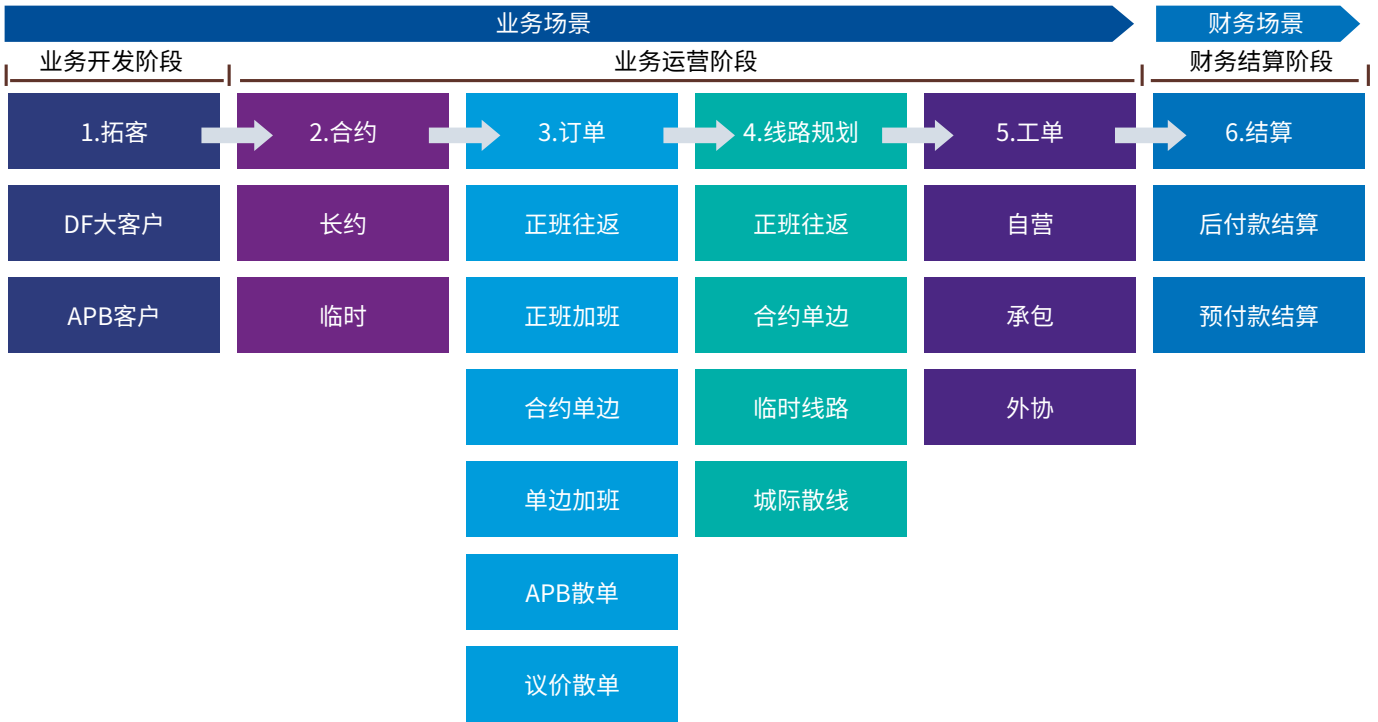 业务场景
财务场景
业务开发阶段
业务运营阶段
财务结算阶段
1.拓客
2.合约
3.订单
4.线路规划
5.工单
6.结算
DF大客户
长约
正班往返
正班往返
自营
后付款结算
APB客户
临时
正班加班
合约单边
承包
预付款结算
合约单边
临时线路
外协
单边加班
城际散线
APB散单
议价散单